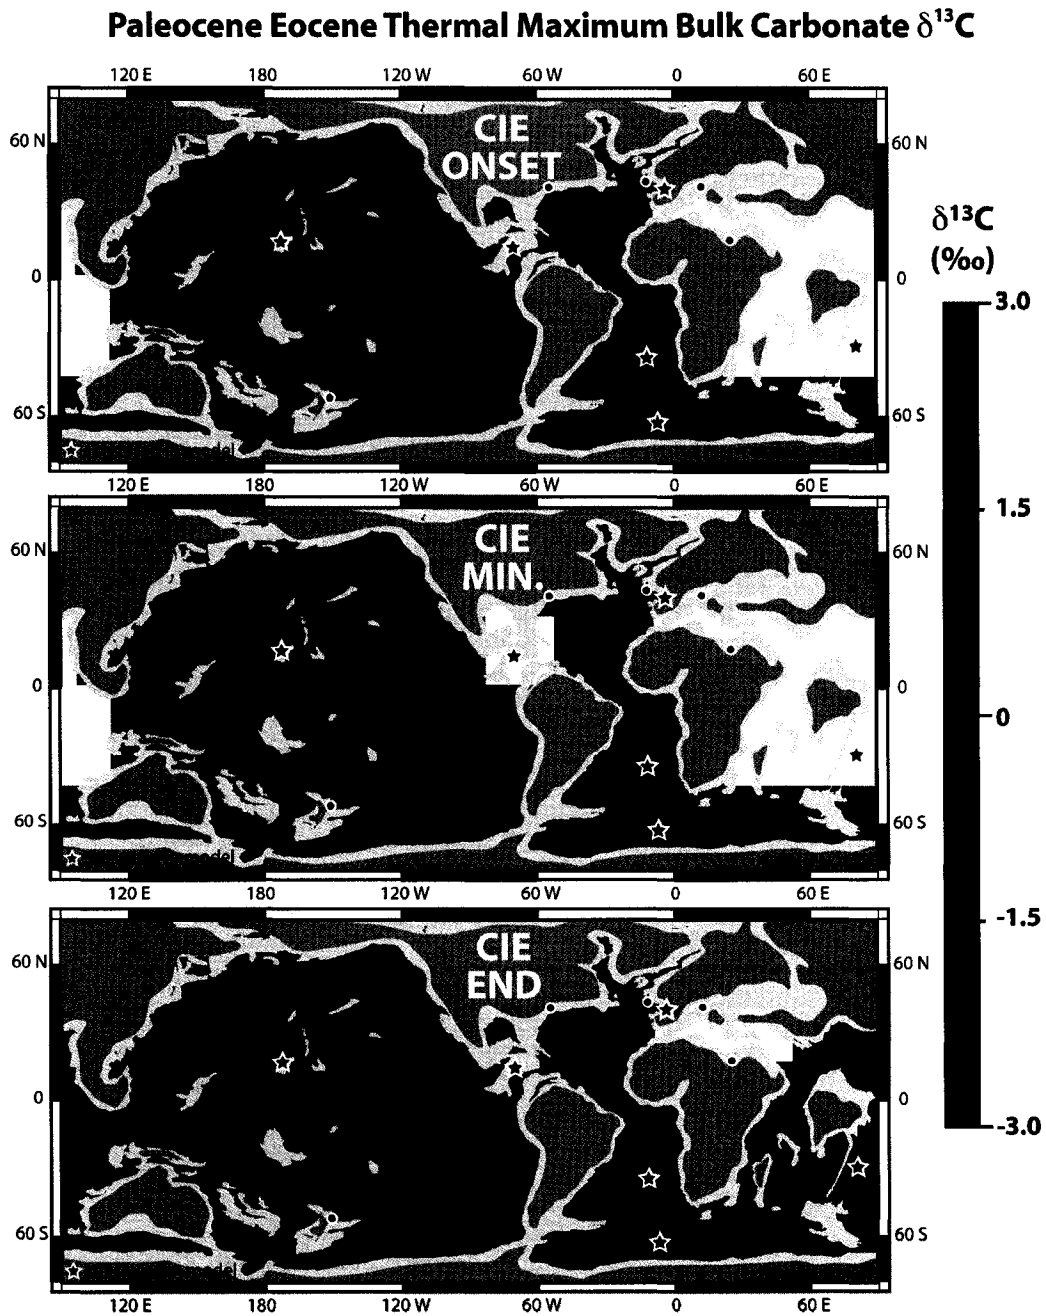 Paleocene Eocene Thermal Maximum Bulk Carbonate δ¹³C
120 E 180 120 W 60 W 0 60 E
60 N 60 N
CIE
ONSET
0 0
60 S 60 S
120 E 180 120 W 60 W 0 60 E
60 N 60 N
CIE
MIN.
0 0
60 S 60 S
120 E 180 120 W 60 W 0 60 E
60 N 60 N
CIE
END
0 0
60 S 60 S
120 E 180 120 W 60 W 0 60 E
δ¹³C
(‰)
3.0
1.5
0
-1.5
-3.0